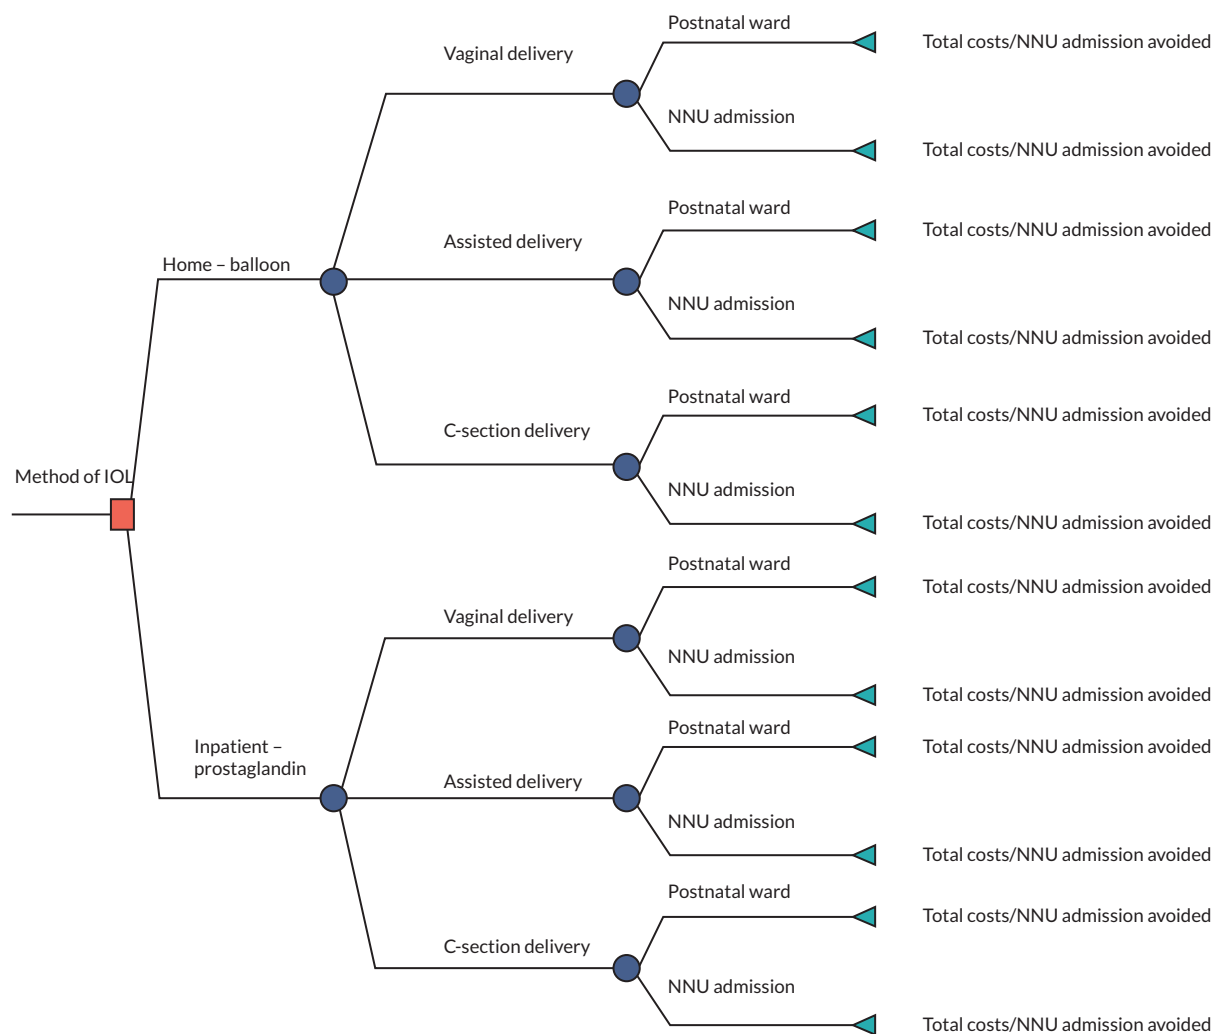 Postnatal ward
Total costs/NNU admission avoided
Vaginal delivery
NNU admission
Total costs/NNU admission avoided
Postnatal ward
Total costs/NNU admission avoided
Assisted delivery
Home – balloon
NNU admission
Total costs/NNU admission avoided
Postnatal ward
Total costs/NNU admission avoided
C-section delivery
Method of IOL
NNU admission
Total costs/NNU admission avoided
Postnatal ward
Total costs/NNU admission avoided
Vaginal delivery
NNU admission
Total costs/NNU admission avoided
Postnatal ward
Total costs/NNU admission avoided
Inpatient –
prostaglandin
Assisted delivery
NNU admission
Total costs/NNU admission avoided
Postnatal ward
Total costs/NNU admission avoided
C-section delivery
NNU admission
Total costs/NNU admission avoided